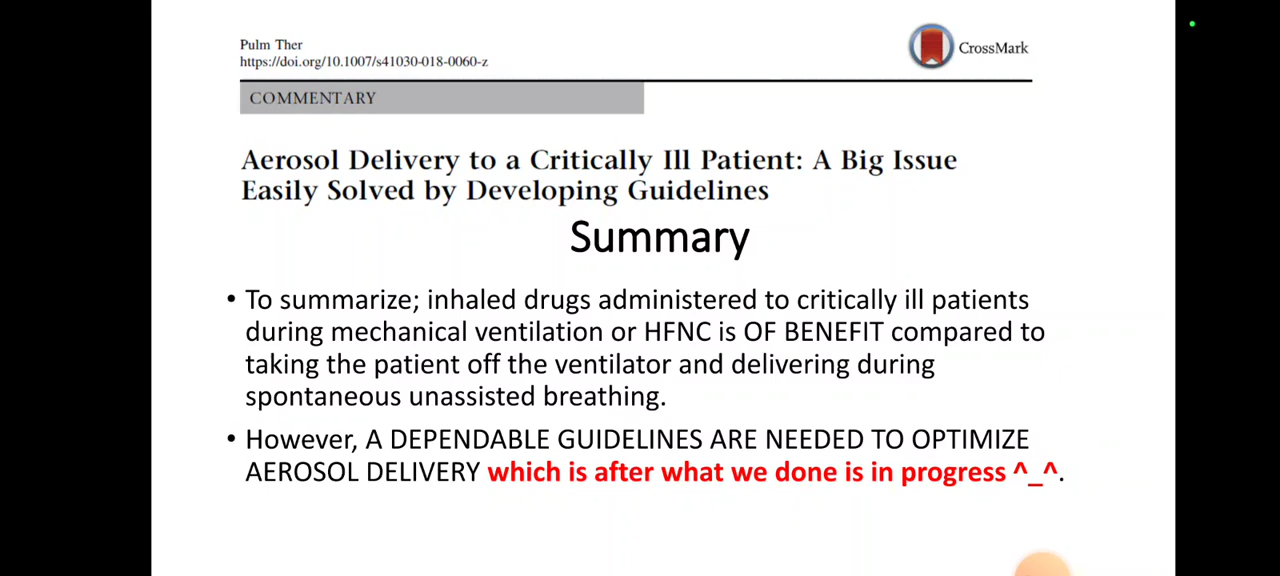 Pulm Ther
https://doi.org/10.1007/s41030-018-0060-z
CrossMark
COMMENTARY
Aerosol Delivery to a Critically Ill Patient: A Big Issue
Easily Solved by Developing Guidelines
Summary
• To summarize; inhaled drugs administered to critically ill patients
during mechanical ventilation or HFNC is OF BENEFIT compared to
taking the patient off the ventilator and delivering during
spontaneous unassisted breathing.
• However, A DEPENDABLE GUIDELINES ARE NEEDED TO OPTIMIZE
AEROSOL DELIVERY which is after what we done is in progress ^_^.